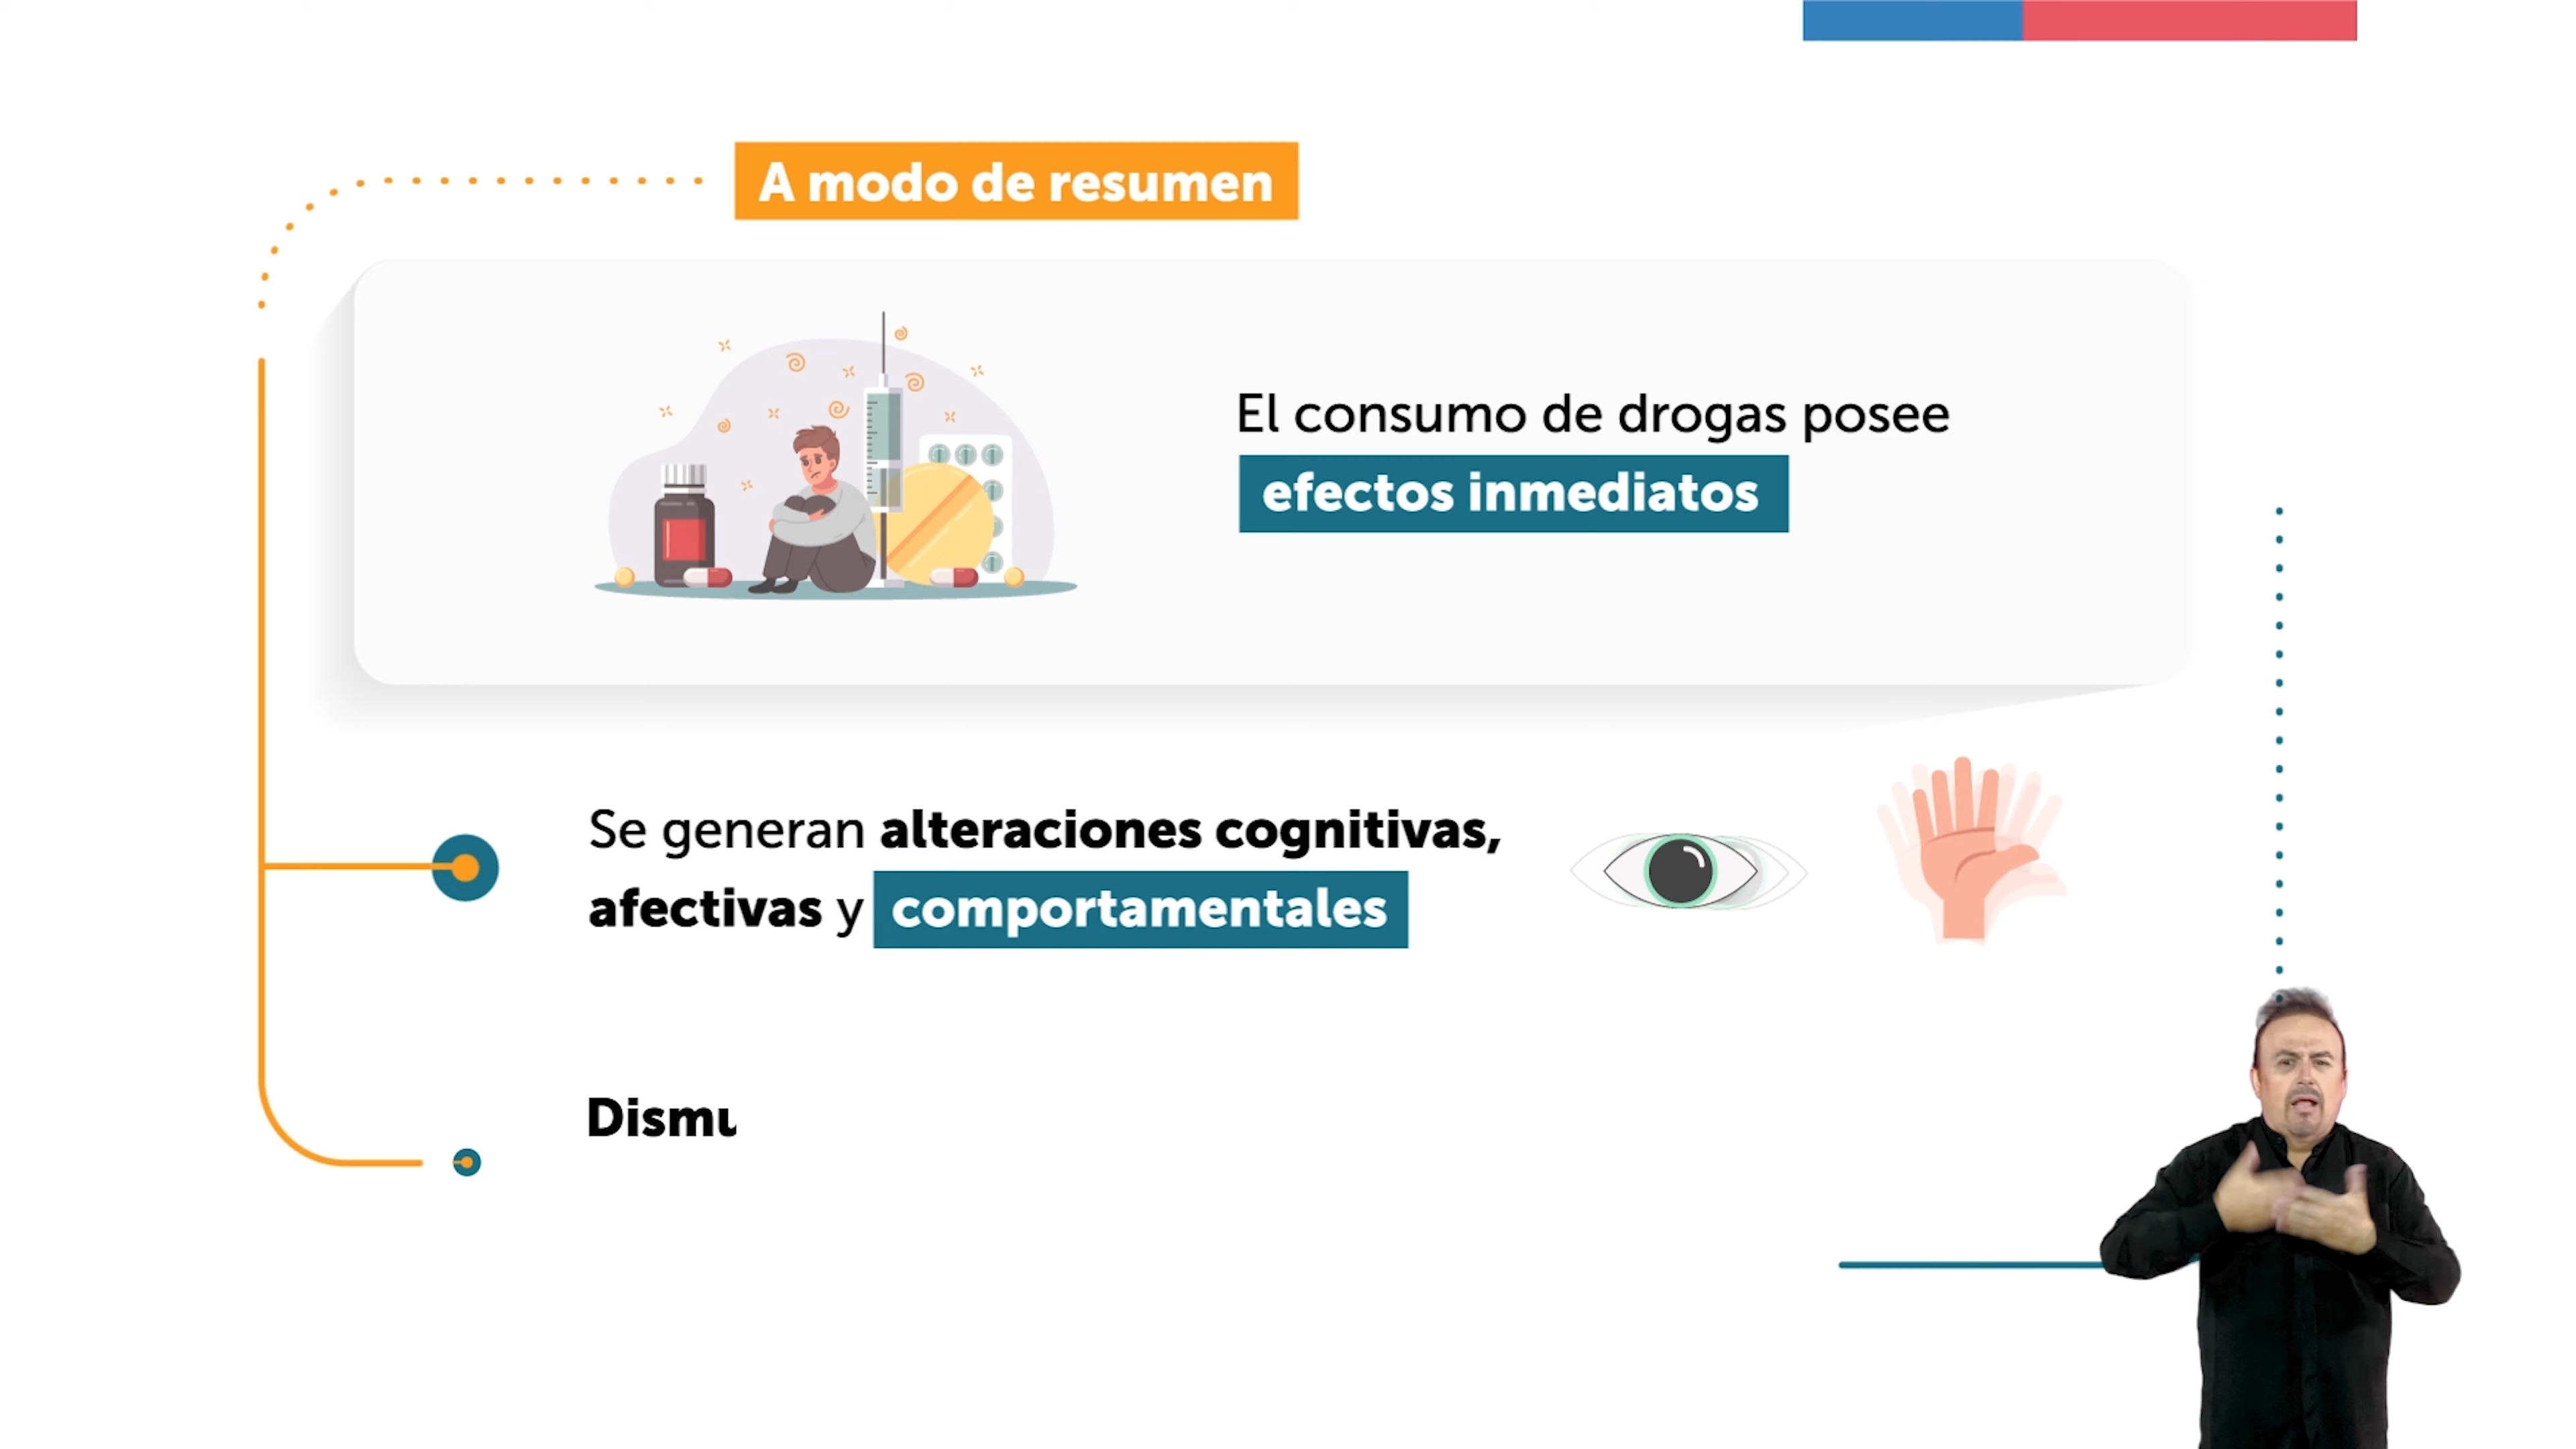 A modo de resumen
El consumo de drogas posee
efectos inmediatos
Se generan alteraciones cognitivas,
afectivas y comportamentales